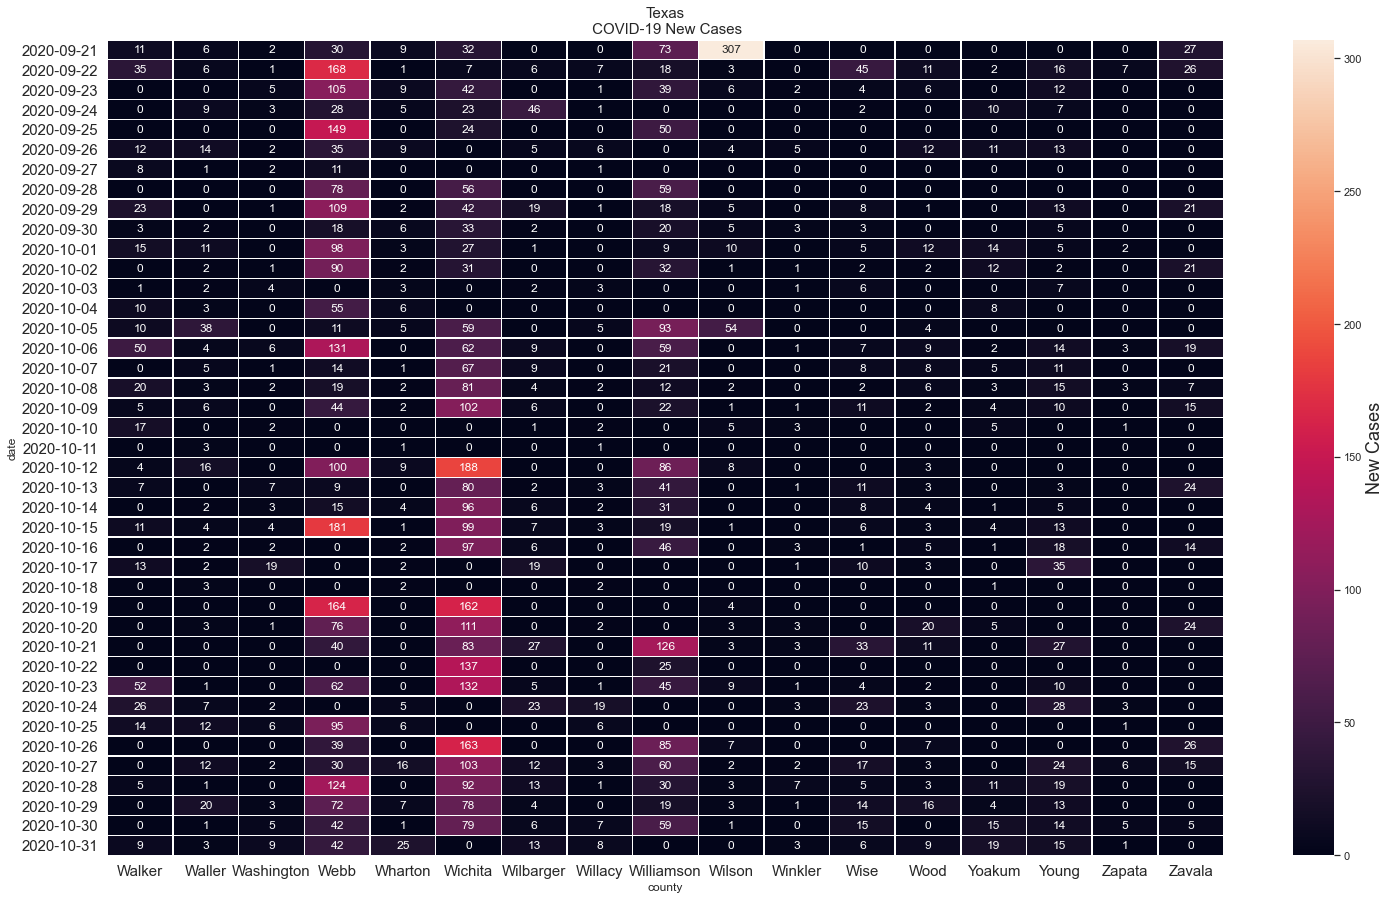 Texas
COVID-19 New Cases
2020-09-21 11 6 2 30 9 32 0 0 73 307 0 0 0 0 0 0 27
2020-09-22 35 6 1 168 1 7 6 7 18 3 0 45 11 2 16 7 26
2020-09-23 0 0 5 105 9 42 0 1 39 6 2 4 6 0 12 0 0
2020-09-24 0 9 3 28 5 23 46 1 0 0 0 2 0 10 7 0 0
2020-09-25 0 0 0 149 0 24 0 0 50 0 0 0 0 0 0 0 0
2020-09-26 12 14 2 35 9 0 5 6 0 4 5 0 12 11 13 0 0
2020-09-27 8 1 2 11 0 0 0 1 0 0 0 0 0 0 0 0 0
2020-09-28 0 0 0 78 0 56 0 0 59 0 0 0 0 0 0 0 0
2020-09-29 23 0 1 109 2 42 19 1 18 5 0 8 1 0 13 0 21
2020-09-30 3 2 0 18 6 33 2 0 20 5 3 3 0 0 5 0 0
2020-10-01 15 11 0 98 3 27 1 0 9 10 0 5 12 14 5 2 0
2020-10-02 0 2 1 90 2 31 0 0 32 1 1 2 2 12 2 0 21
2020-10-03 1 2 4 0 3 0 2 3 0 0 1 6 0 0 7 0 0
2020-10-04 10 3 0 55 6 0 0 0 0 0 0 0 0 8 0 0 0
2020-10-05 10 38 0 11 5 59 0 5 93 54 0 0 4 0 0 0 0
2020-10-06 50 4 6 131 0 62 9 0 59 0 1 7 9 2 14 3 19
2020-10-07 0 5 1 14 1 67 9 0 21 0 0 8 8 5 11 0 0
2020-10-08 20 3 2 19 2 81 4 2 12 2 0 2 6 3 15 3 7
2020-10-09 5 6 0 44 2 102 6 0 22 1 1 11 2 4 10 0 15
2020-10-10 17 0 2 0 0 0 1 2 0 5 3 0 0 5 0 1 0
2020-10-11 0 3 0 0 1 0 0 1 0 0 0 0 0 0 0 0 0
2020-10-12 4 16 0 100 9 188 0 0 86 8 0 0 3 0 0 0 0
2020-10-13 7 0 7 9 0 80 2 3 41 0 1 11 3 0 3 0 24
2020-10-14 0 2 3 15 4 96 6 2 31 0 0 8 4 1 5 0 0
2020-10-15 11 4 4 181 1 99 7 3 19 1 0 6 3 4 13 0 0
2020-10-16 0 2 2 0 2 97 6 0 46 0 3 1 5 1 18 0 14
2020-10-17 13 2 19 0 2 0 19 0 0 0 1 10 3 0 35 0 0
2020-10-18 0 3 0 0 2 0 0 2 0 0 0 0 0 1 0 0 0
2020-10-19 0 0 0 164 0 162 0 0 0 4 0 0 0 0 0 0 0
2020-10-20 0 3 1 76 0 111 0 2 0 3 3 0 20 5 0 0 24
2020-10-21 0 0 0 40 0 83 27 0 126 3 3 33 11 0 27 0 0
2020-10-22 0 0 0 0 0 137 0 0 25 0 0 0 0 0 0 0 0
2020-10-23 52 1 0 62 0 132 5 1 45 9 1 4 2 0 10 0 0
2020-10-24 26 7 2 0 5 0 23 19 0 0 3 23 3 0 28 3 0
2020-10-25 14 12 6 95 6 0 0 6 0 0 0 0 0 0 0 1 0
2020-10-26 0 0 0 39 0 163 0 0 85 7 0 0 7 0 0 0 26
2020-10-27 0 12 2 30 16 103 12 3 60 2 2 17 3 0 24 6 15
2020-10-28 5 1 0 124 0 92 13 1 30 3 7 5 3 11 19 0 0
2020-10-29 0 20 3 72 7 78 4 0 19 3 1 14 16 4 13 0 0
2020-10-30 0 1 5 42 1 79 6 7 59 1 0 15 0 15 14 5 5
2020-10-31 9 3 9 42 25 0 13 8 0 0 3 6 9 19 15 1 0
Walker Waller Washington Webb Wharton Wichita Wilbarger Willacy Williamson Wilson Winkler Wise Wood Yoakum Young Zapata Zavala
county
date
300
250
200
150
100
50
0
New Cases